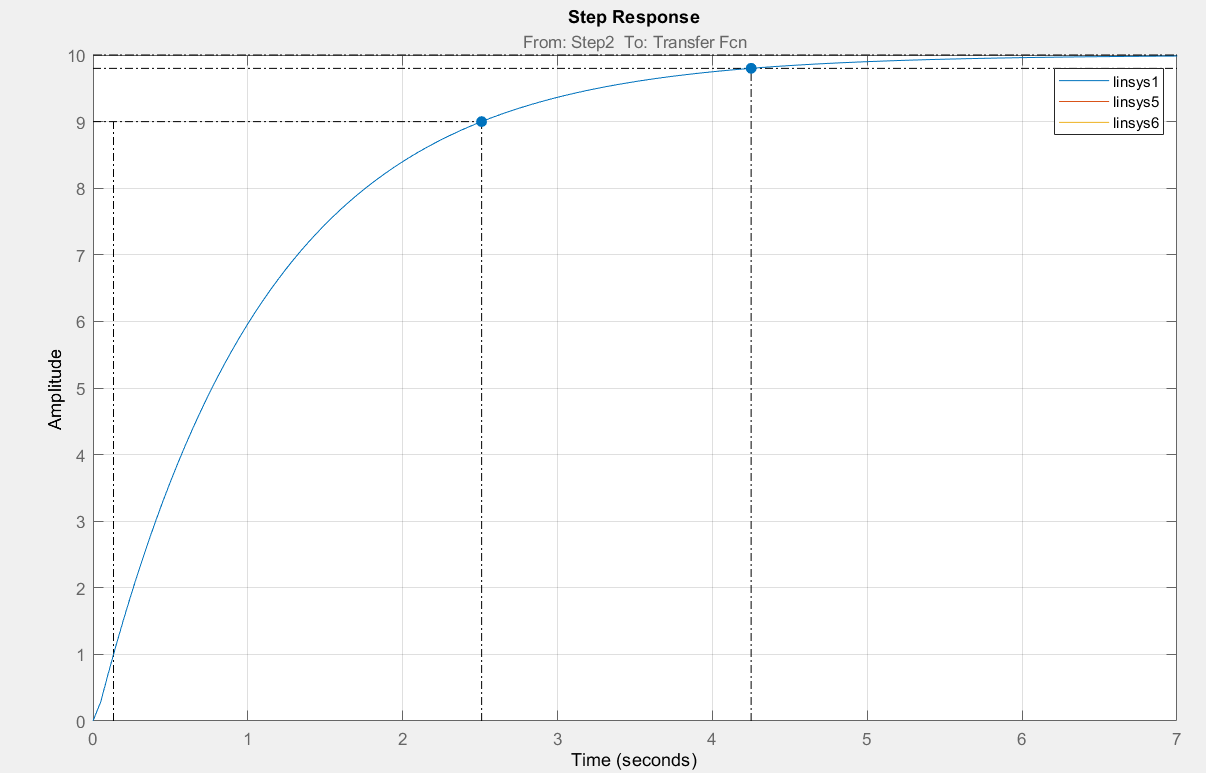 Step Response
From: Step2 To: Transfer Fcn
10
9
8
7
6
5
4
3
2
1
0
Amplitude
linsys1
linsys5
linsys6
0 1 2 3 4 5 6 7
Time (seconds)